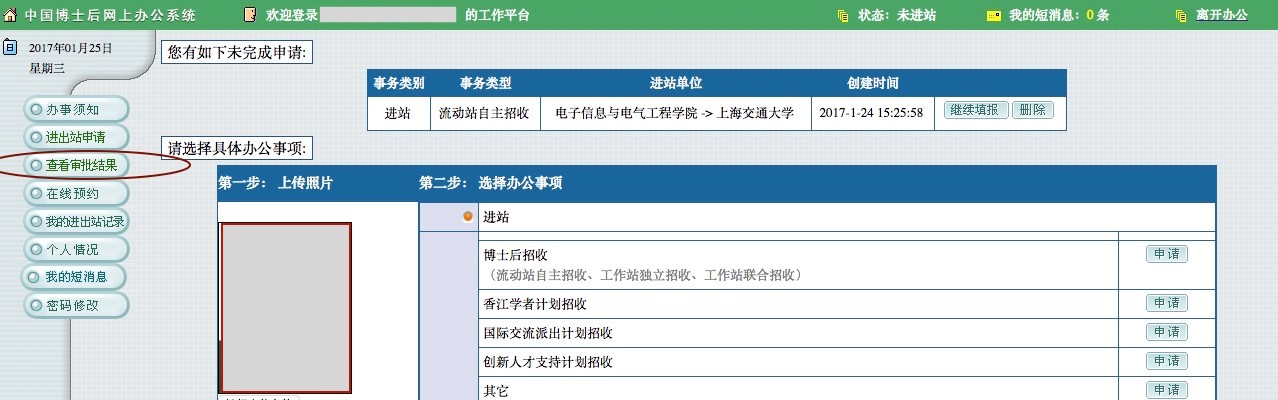 中国博士后网上办公系统 欢迎登录 的工作平台 状态：未进站 我的短消息：0 条 离开办公
2017年01月25日
星期三
您有如下未完成申请:
事务类别 事务类型 进站单位 创建时间
进站 流动站自主招收 电子信息与电气工程学院 -> 上海交通大学 2017-1-24 15:25:58 继续填报 删除
办事须知
进出站申请
查看审批结果
在线预约
我的进出站记录
个人情况
我的短消息
密码修改
请选择具体办公事项:
第一步： 上传照片
第二步： 选择办公事项
进站
博士后招收 申请
（流动站自主招收、工作站独立招收、工作站联合招收）
香江学者计划招收 申请
国际交流派出计划招收 申请
创新人才支持计划招收 申请
其它 申请